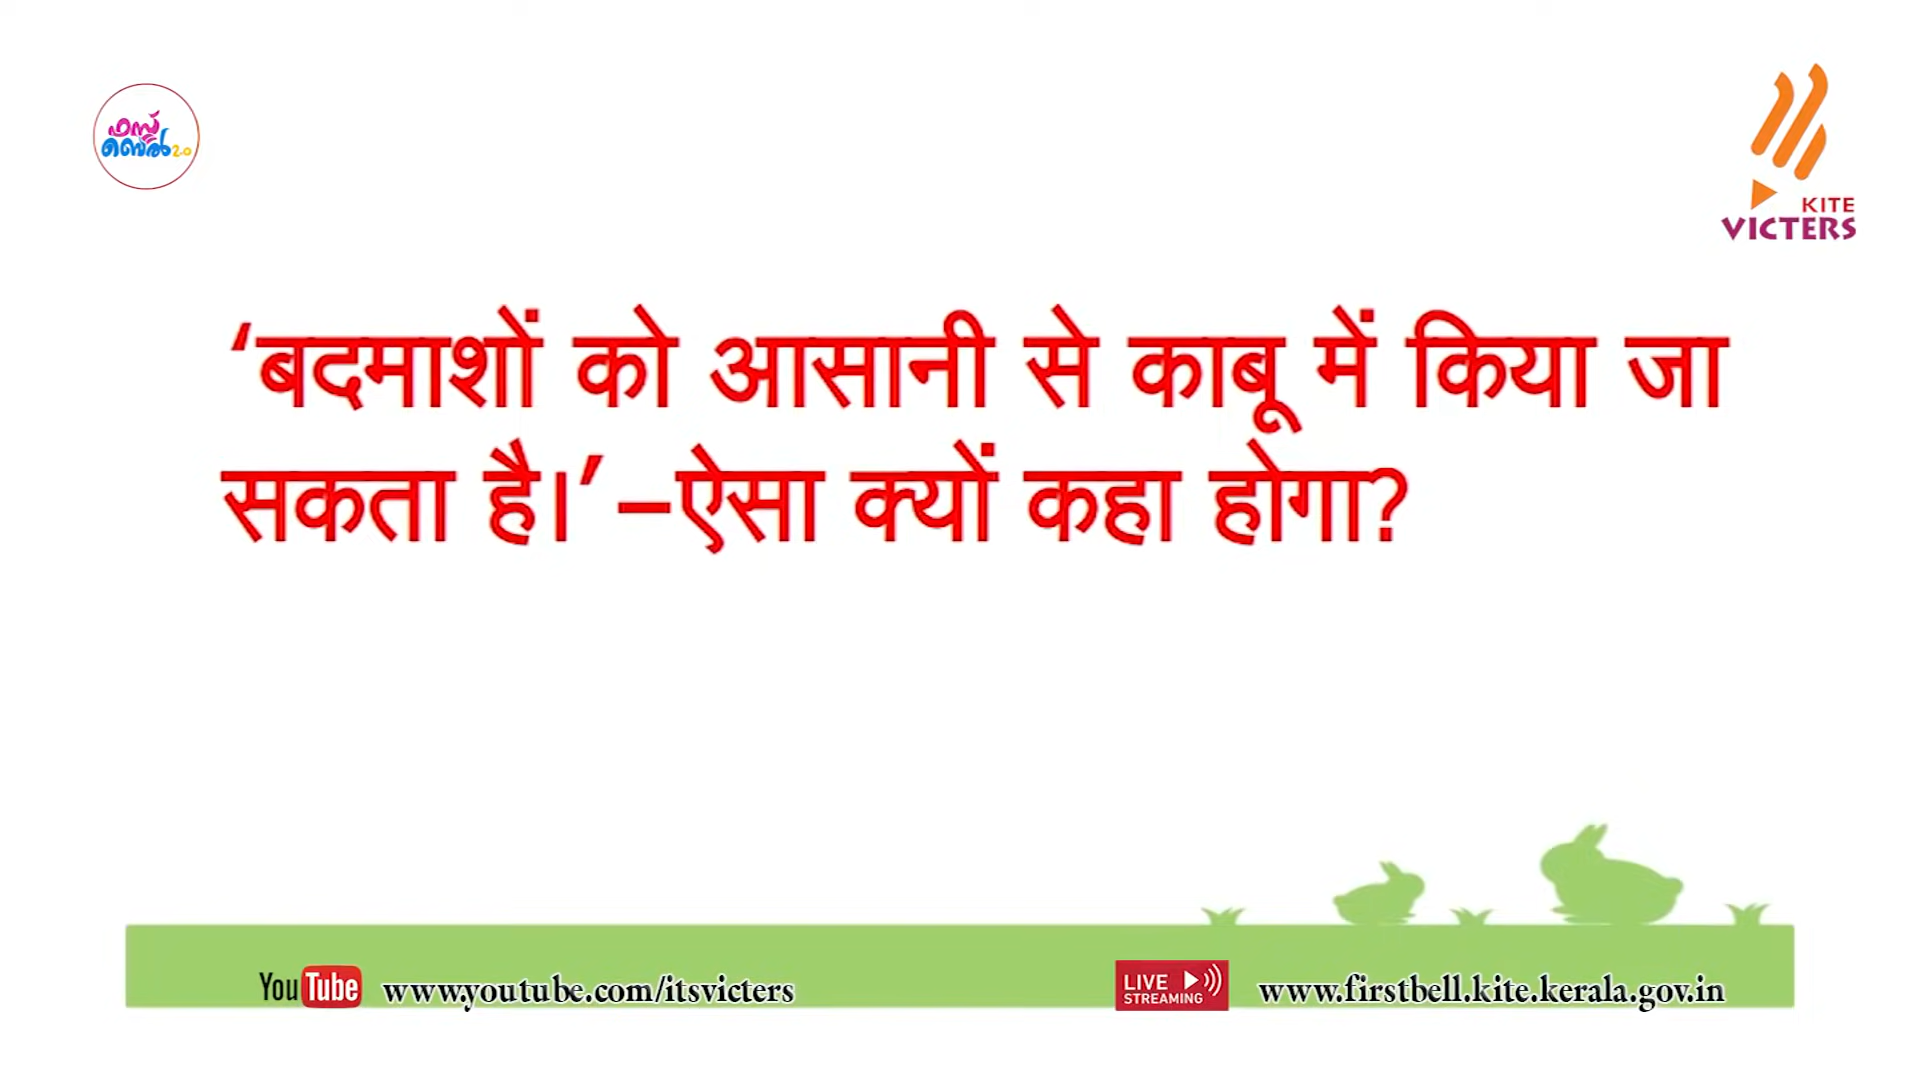 ഫസ്റ്റ്
ബെൽ 2.0
KITE
VICTERS
‘बदमाशों को आसानी से काबू में किया जा
सकता है।’–ऐसा क्यों कहा होगा?
YouTube www.youtube.com/itsvicters
LIVE STREAMING www.firstbell.kite.kerala.gov.in